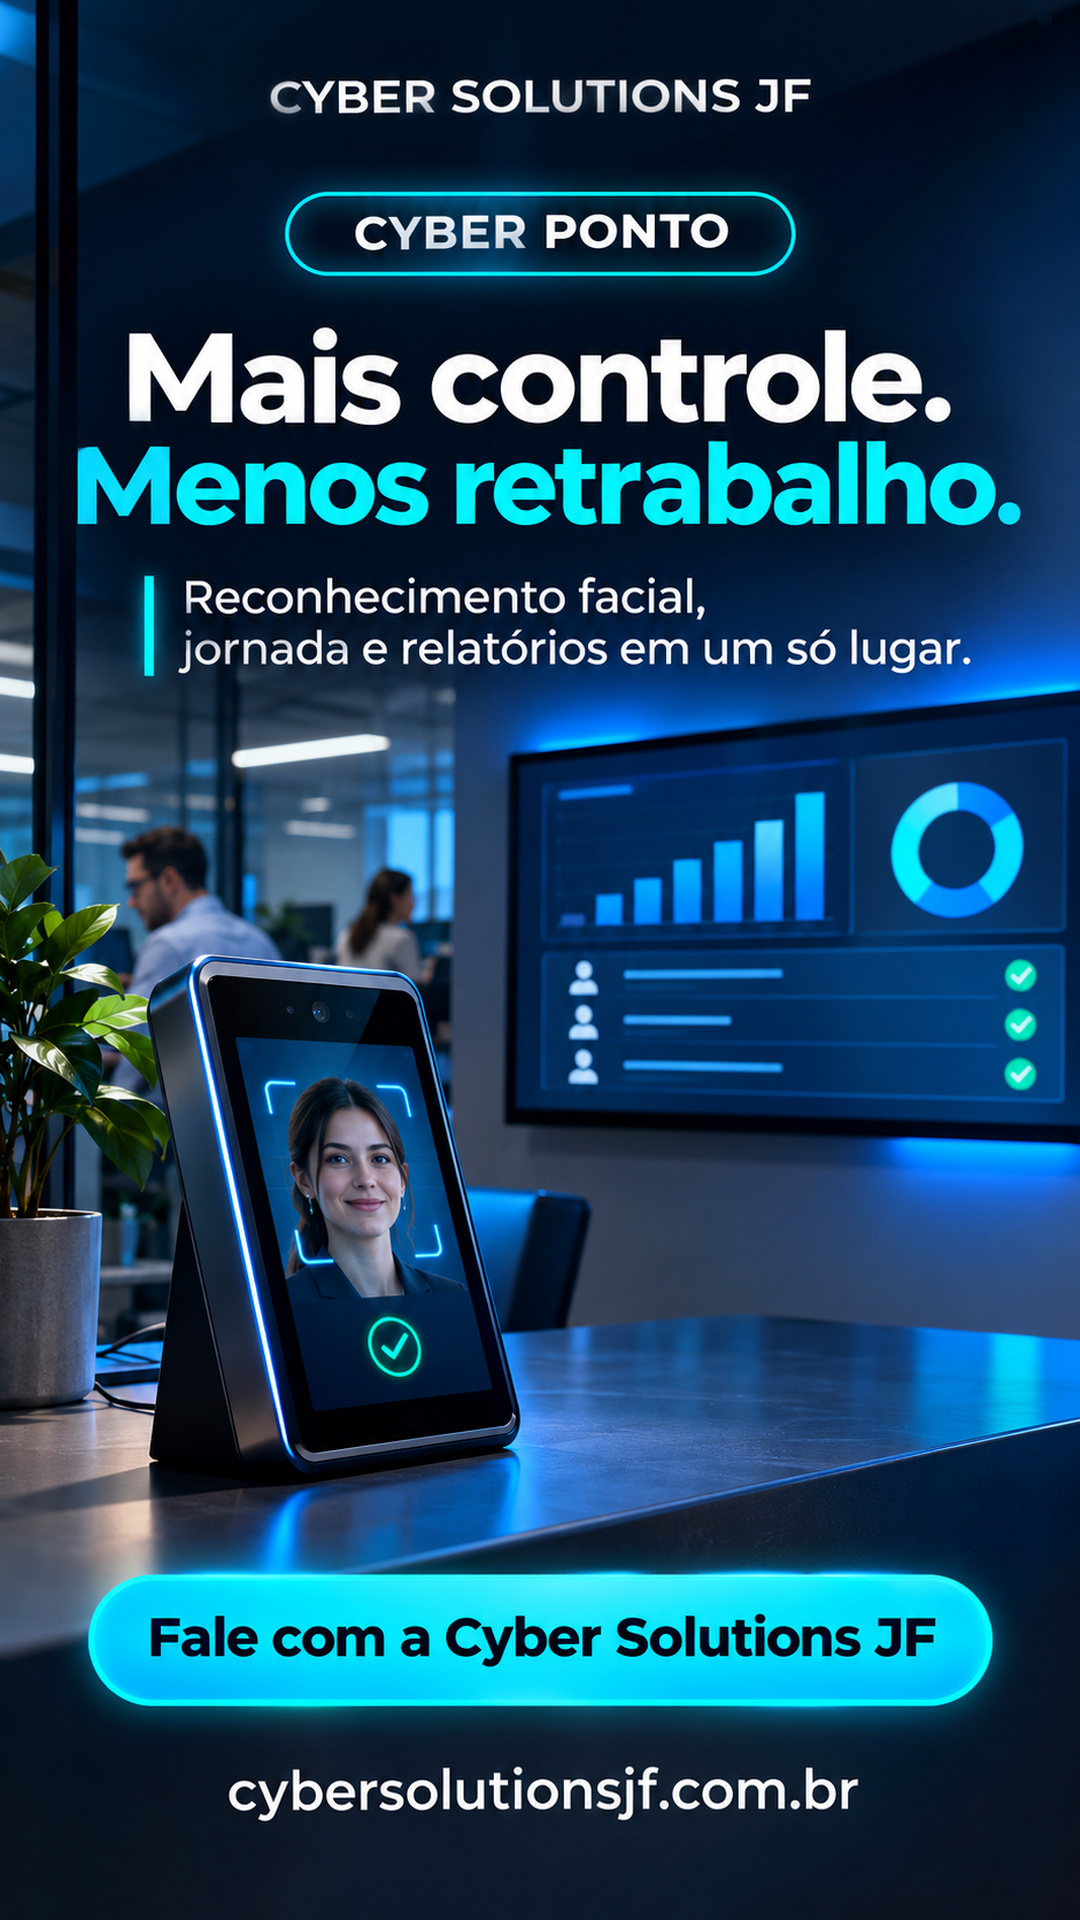 CYBER SOLUTIONS JF
CYBER PONTO
Mais controle.
Menos retrabalho.
Reconhecimento facial,
jornada e relatórios em um só lugar.
Fale com a Cyber Solutions JF
cybersolutionsjf.com.br